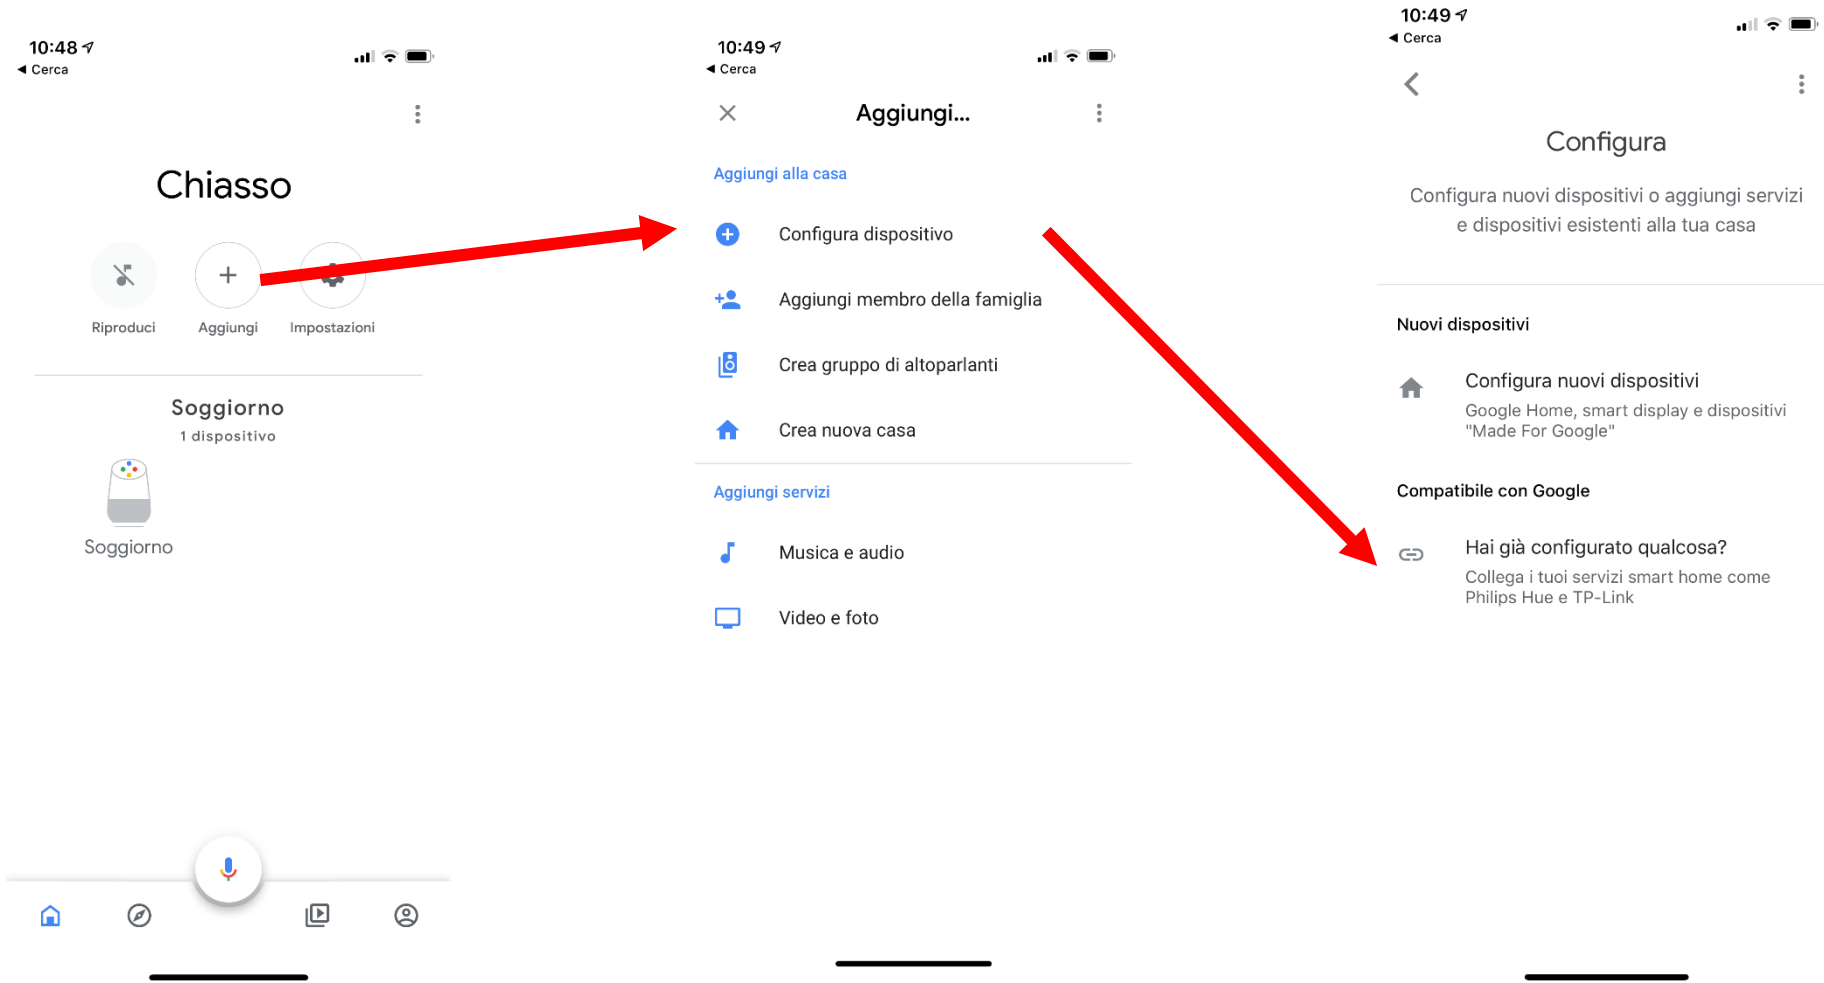 10:48
◀ Cerca
Chiasso
Riproduci
Aggiungi
Impostazioni
Soggiorno
1 dispositivo
Soggiorno
10:49
◀ Cerca
Aggiungi...
Aggiungi alla casa
Configura dispositivo
Aggiungi membro della famiglia
Crea gruppo di altoparlanti
Crea nuova casa
Aggiungi servizi
Musica e audio
Video e foto
10:49
◀ Cerca
Configura
Configura nuovi dispositivi o aggiungi servizi
e dispositivi esistenti alla tua casa
Nuovi dispositivi
Configura nuovi dispositivi
Google Home, smart display e dispositivi
"Made For Google"
Compatibile con Google
Hai già configurato qualcosa?
Collega i tuoi servizi smart home come
Philips Hue e TP-Link